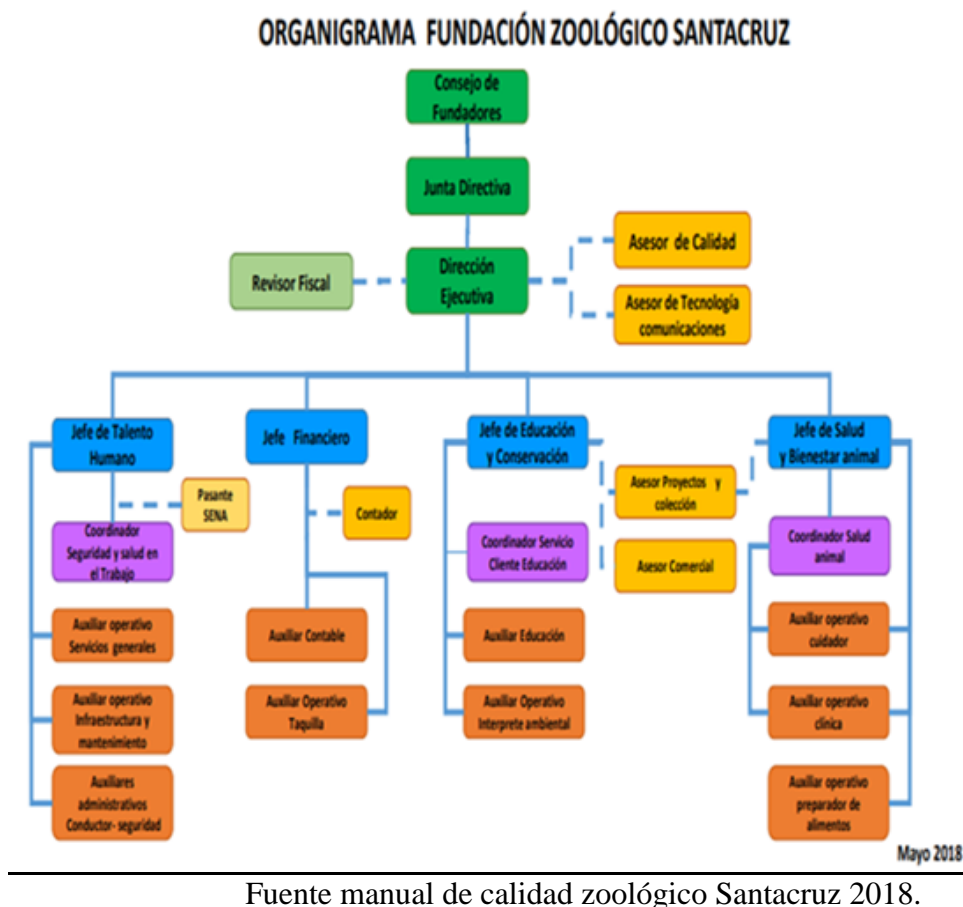 ORGANIGRAMA FUNDACIÓN ZOOLÓGICO SANTACRUZ
Consejo de
Fundadores
Junta Directiva
Dirección
Ejecutiva
Revisor Fiscal
Asesor de Calidad
Asesor de Tecnología
comunicaciones
Jefe de Talento
Humano
Jefe Financiero
Jefe de Educación
y Conservación
Jefe de Salud
y Bienestar animal
Pasante
SENA
Contador
Asesor Proyectos y
colección
Coordinador
Seguridad y salud en
el Trabajo
Coordinador Servicio
Cliente Educación
Asesor Comercial
Coordinador Salud
animal
Auxiliar operativo
Servicios generales
Auxiliar Contable
Auxiliar Educación
Auxiliar operativo
cuidador
Auxiliar operativo
Infraestructura y
mantenimiento
Auxiliar Operativo
Taquilla
Auxiliar Operativo
Interprete ambiental
Auxiliar operativo
clínica
Auxiliares
administrativos
Conductor- seguridad
Auxiliar operativo
preparador de
alimentos
Mayo 2018
Fuente manual de calidad zoológico Santacruz 2018.